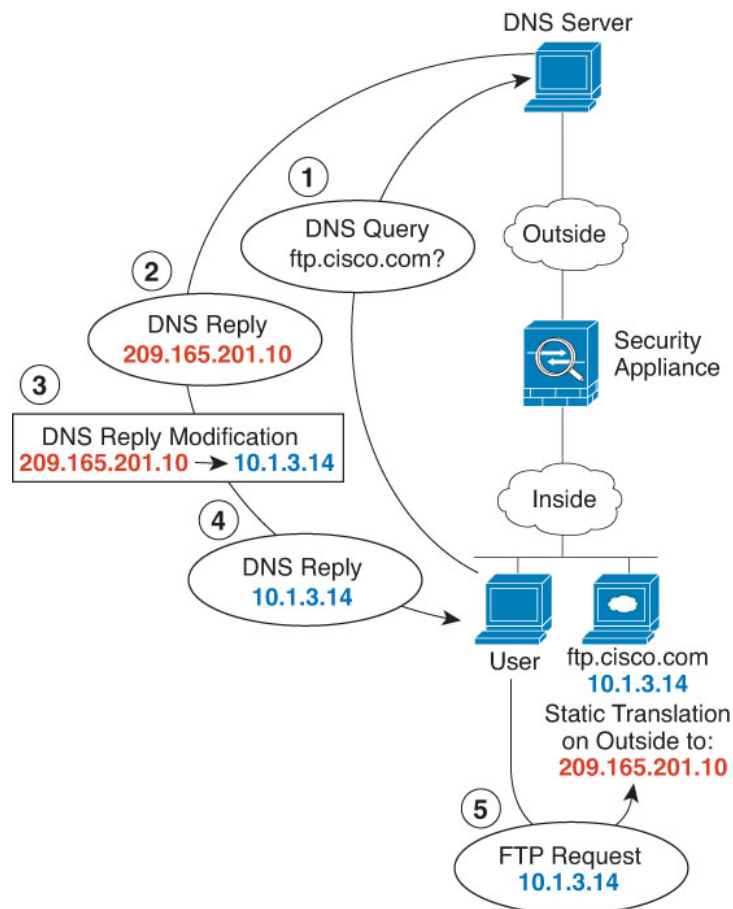 DNS Server
1
DNS Query
ftp.cisco.com?
Outside
2
DNS Reply
209.165.201.10
Security
Appliance
3
DNS Reply Modification
209.165.201.10 → 10.1.3.14
Inside
4
DNS Reply
10.1.3.14
User
ftp.cisco.com
10.1.3.14
Static Translation
on Outside to:
209.165.201.10
5
FTP Request
10.1.3.14